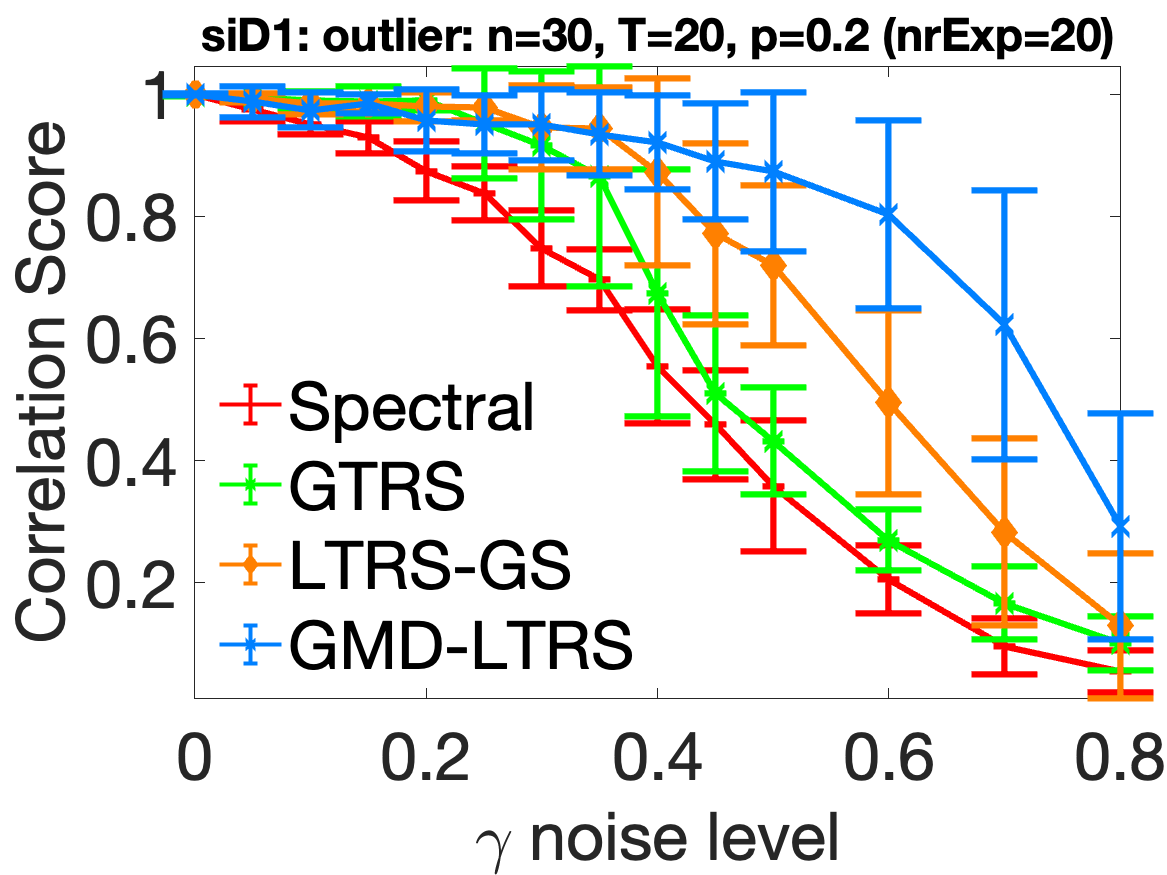 siD1: outlier: n=30, T=20, p=0.2 (nrExp=20)
Correlation Score
1
0.8
0.6
0.4
0.2
Spectral
GTRS
LTRS-GS
GMD-LTRS
0 0.2 0.4 0.6 0.8
γ noise level